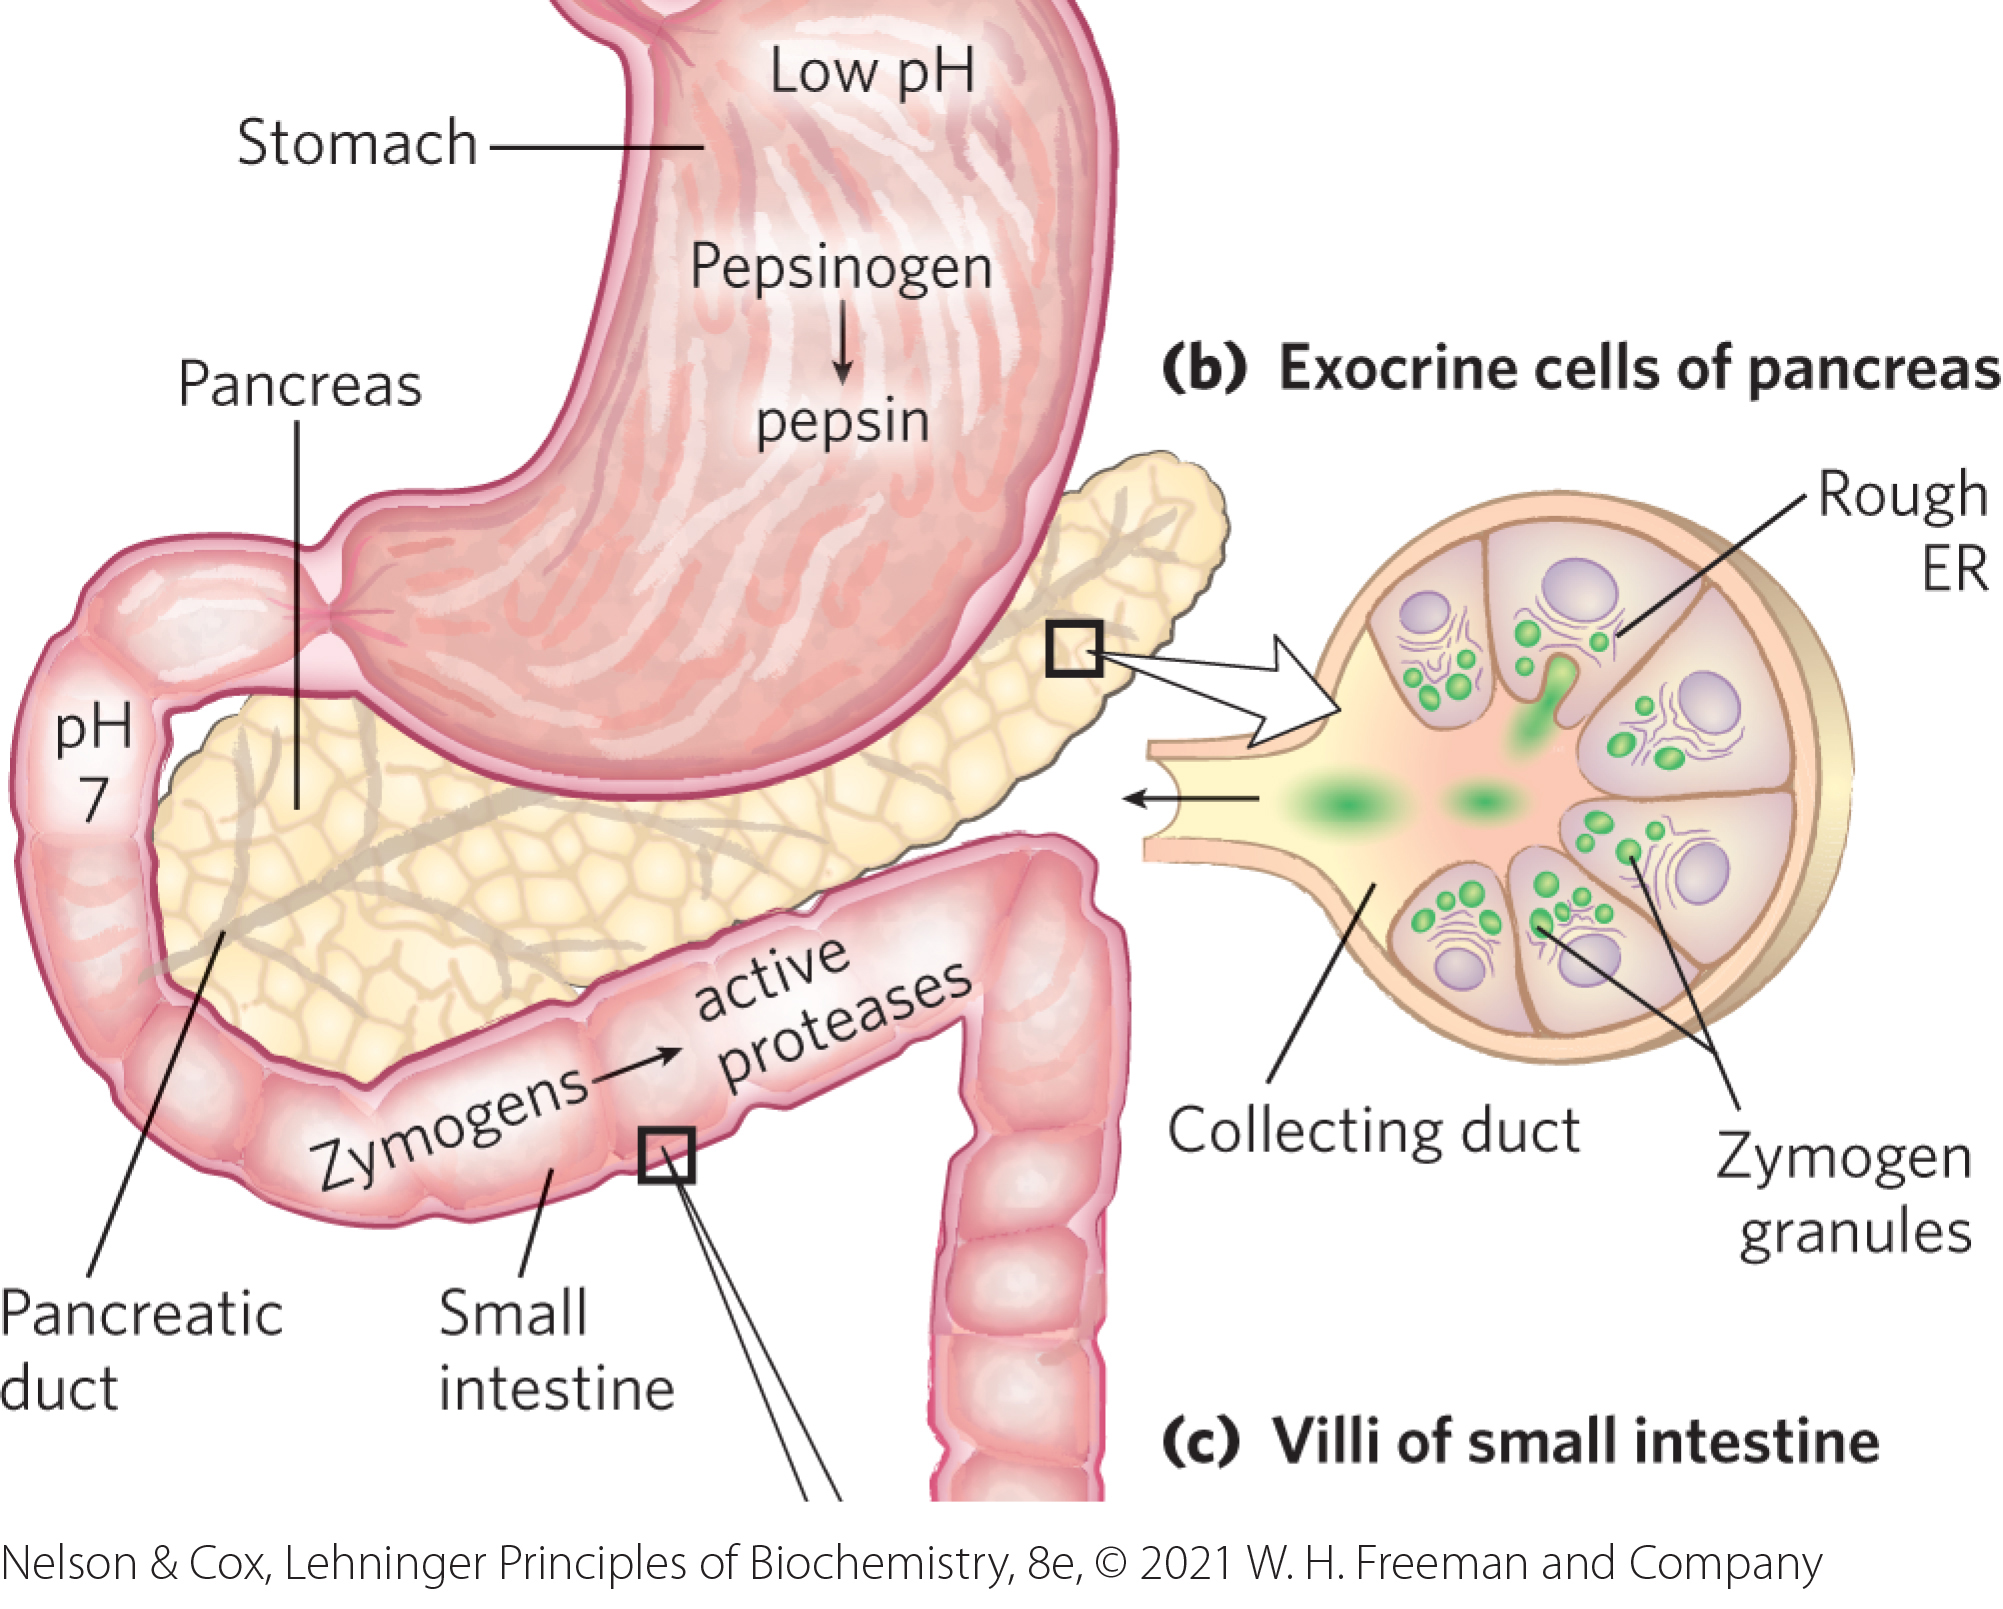 Low pH
Stomach
Pepsinogen
pepsin
Pancreas
(b) Exocrine cells of pancreas
Rough
ER
pH
7
active
proteases
Zymogens
Collecting duct
Zymogen
granules
Pancreatic
duct
Small
intestine
(c) Villi of small intestine
Nelson & Cox, Lehninger Principles of Biochemistry, 8e, © 2021 W. H. Freeman and Company